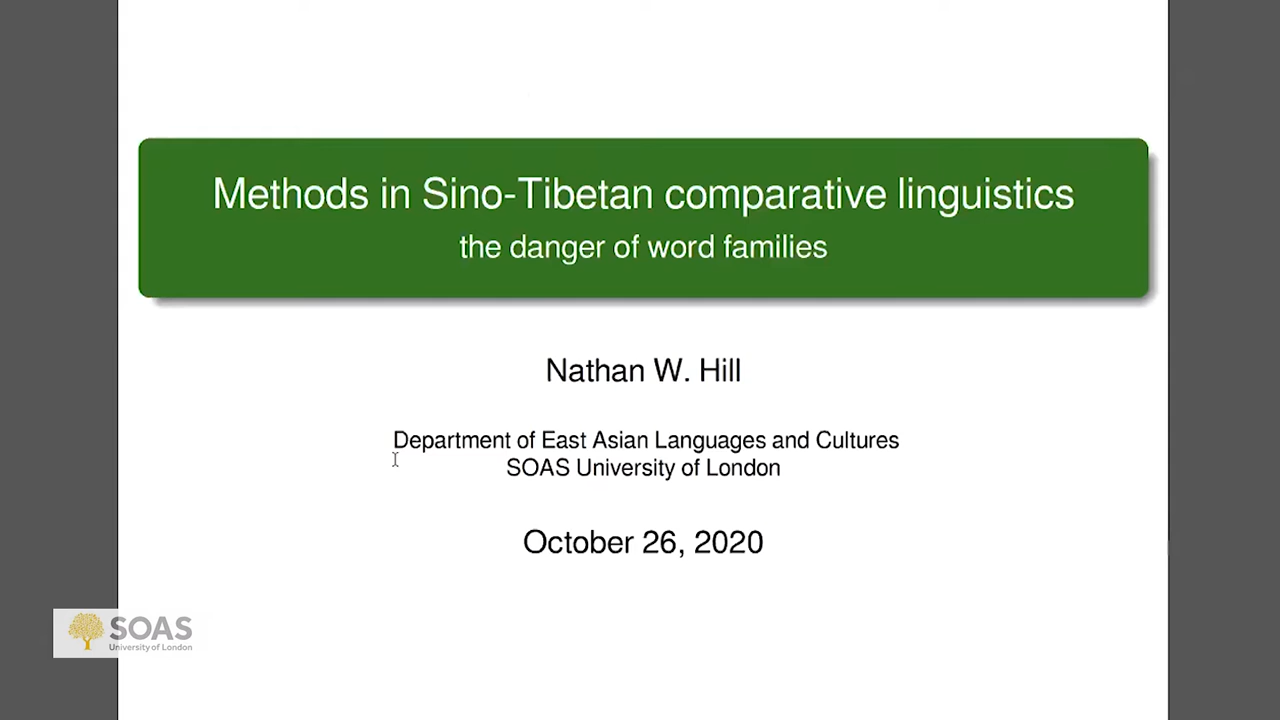 Methods in Sino-Tibetan comparative linguistics
the danger of word families
Nathan W. Hill
Department of East Asian Languages and Cultures
SOAS University of London
October 26, 2020
SOAS
University of London